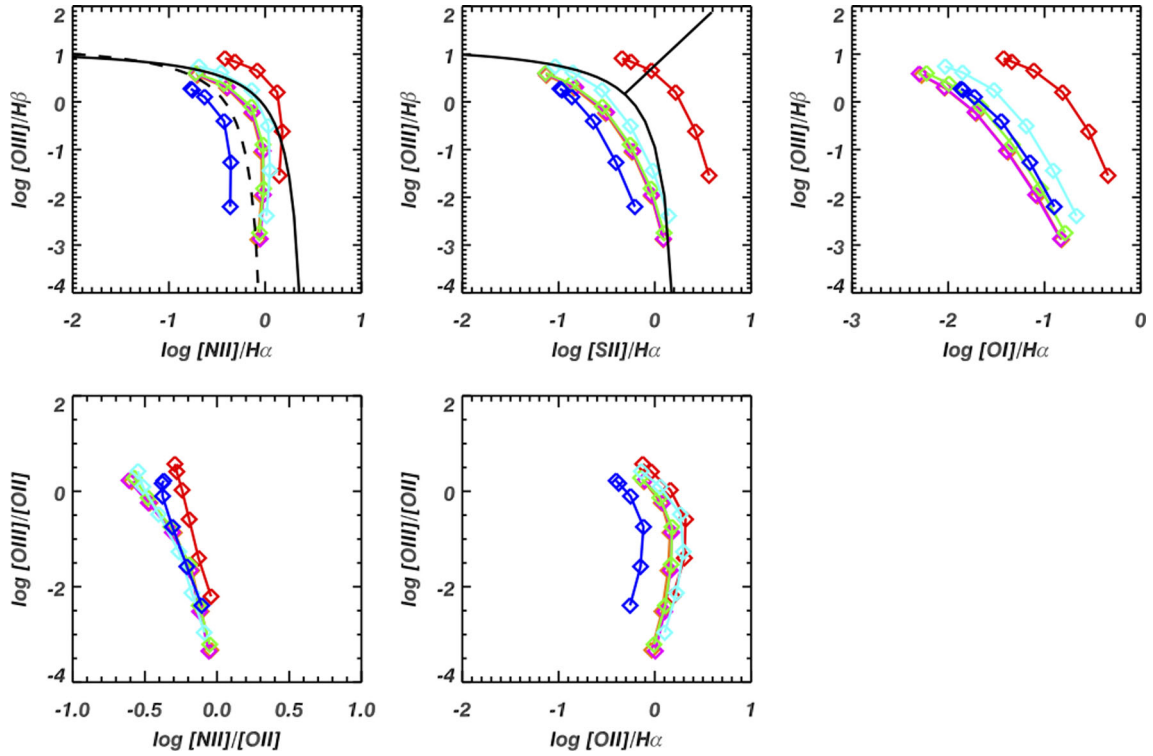 2
1
0
-1
-2
-3
-4
log [OIII]/Hβ
-2 -1 0 1
log [NII]/Hα
2
1
0
-1
-2
-3
-4
log [OIII]/Hβ
-2 -1 0 1
log [SII]/Hα
2
1
0
-1
-2
-3
-4
log [OIII]/Hβ
-3 -2 -1 0
log [OI]/Hα
2
0
-2
-4
log [OIII]/[OII]
-1.0 -0.5 0.0 0.5 1.0
log [NII]/[OII]
2
0
-2
-4
log [OIII]/[OII]
-2 -1 0 1
log [OII]/Hα